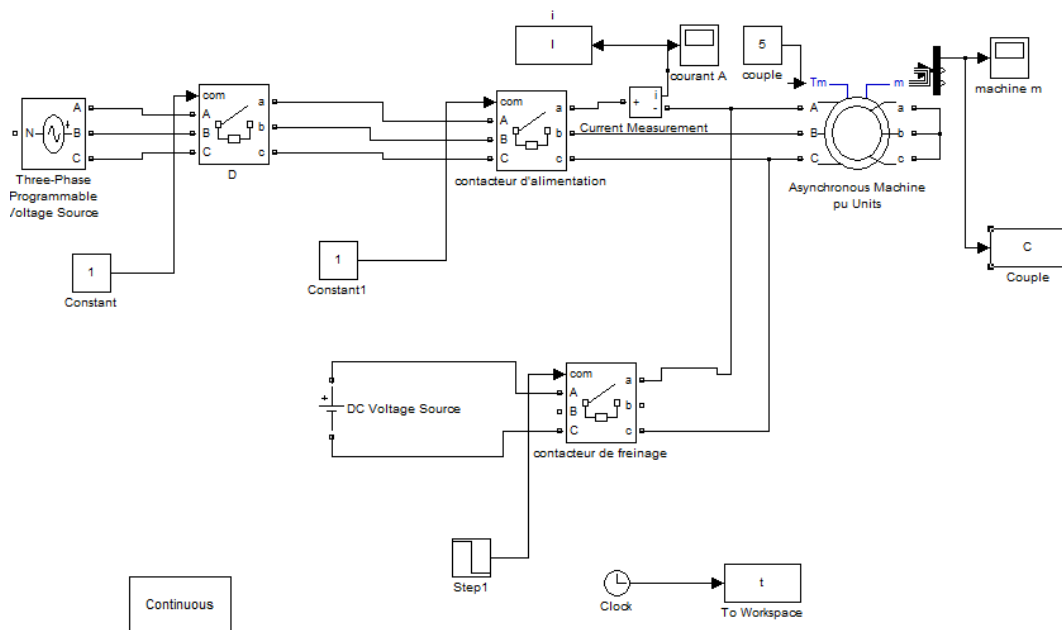 i
I
courant A
5
couple
Tm
m
machine m
A
B
C
a
b
c
Asynchronous Machine
pu Units
N
+
A
B
C
Three-Phase
Programmable
/oltage Source
com
A
B
C
a
b
c
D
com
A
B
C
a
b
c
contacteur d'alimentation
+
i
-
Current Measurement
1
Constant
1
Constant1
C
Couple
+
DC Voltage Source
com
A
B
C
a
b
c
contacteur de freinage
Step1
Clock
t
To Workspace
Continuous